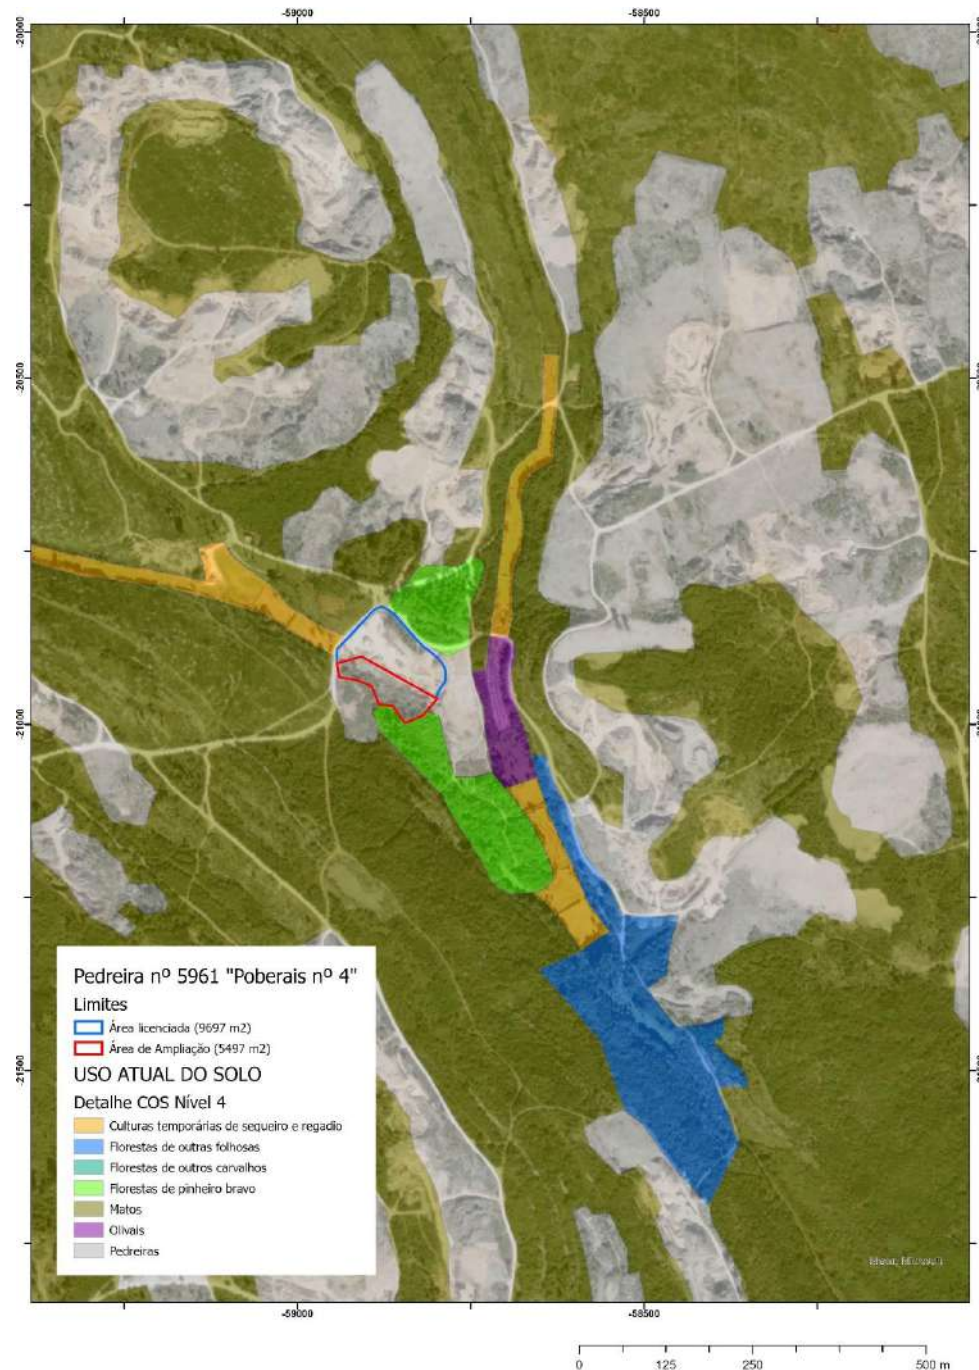 -59000
-58500
-20000
-20500
-21000
-21000
-21500
Pedreira nº 5961 "Poberais nº 4"
Limites
Área licenciada (9697 m2)
Área de Ampliação (5497 m2)
USO ATUAL DO SOLO
Detalhe COS Nível 4
Culturas temporárias de sequeiro e regadio
Florestas de outras folhosas
Florestas de outros carvalhos
Florestas de pinheiro bravo
Matos
Olivais
Pedreiras
-59000
-58500
0
125
250
500 m